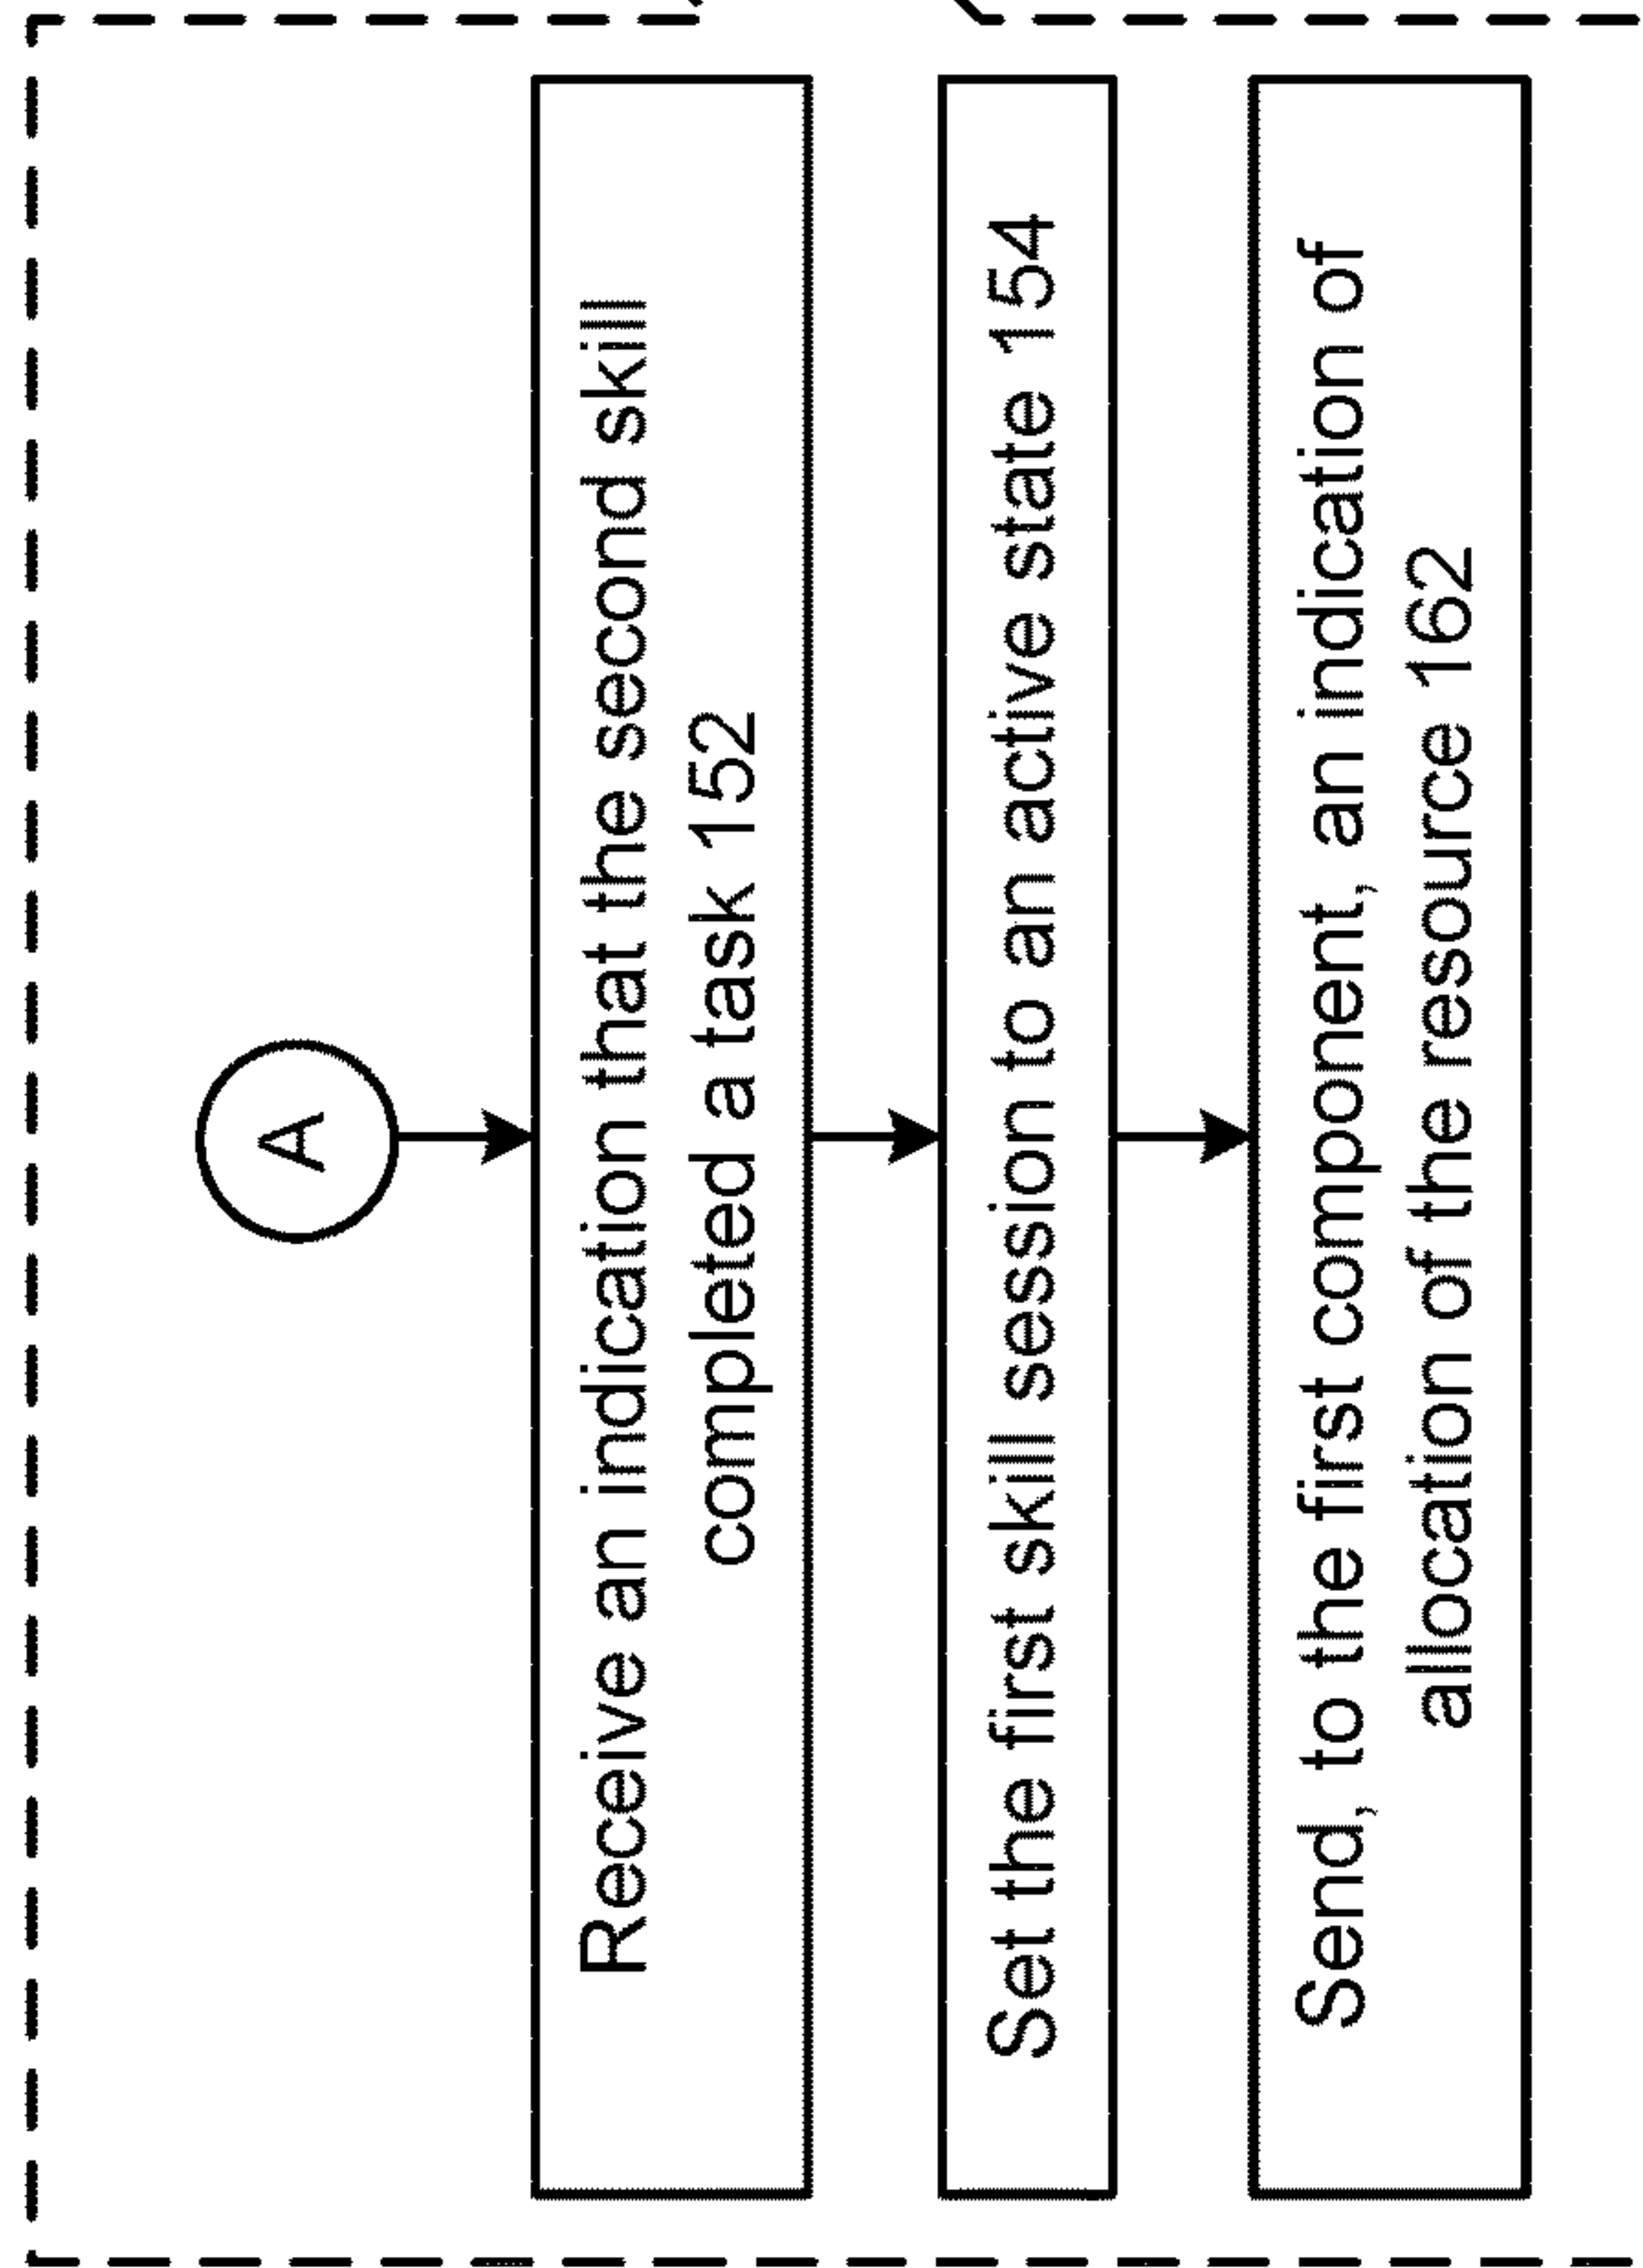 A
Receive an indication that the second skill
completed a task 152
Set the first skill session to an active state 154
Send, to the first component, an indication of
allocation of the resource 162